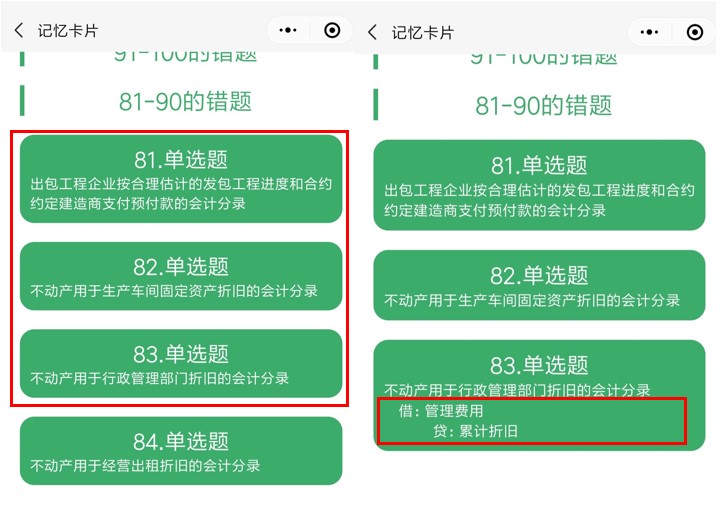 记忆卡片
91-100的错题
81-90的错题
81.单选题
出包工程企业按合理估计的发包工程进度和合约
约定建造商支付预付款的会计分录
82.单选题
不动产用于生产车间固定资产折旧的会计分录
83.单选题
不动产用于行政管理部门折旧的会计分录
84.单选题
不动产用于经营出租折旧的会计分录
记忆卡片
91-100的错题
81-90的错题
81.单选题
出包工程企业按合理估计的发包工程进度和合约
约定建造商支付预付款的会计分录
82.单选题
不动产用于生产车间固定资产折旧的会计分录
83.单选题
不动产用于行政管理部门折旧的会计分录
借:管理费用
贷:累计折旧